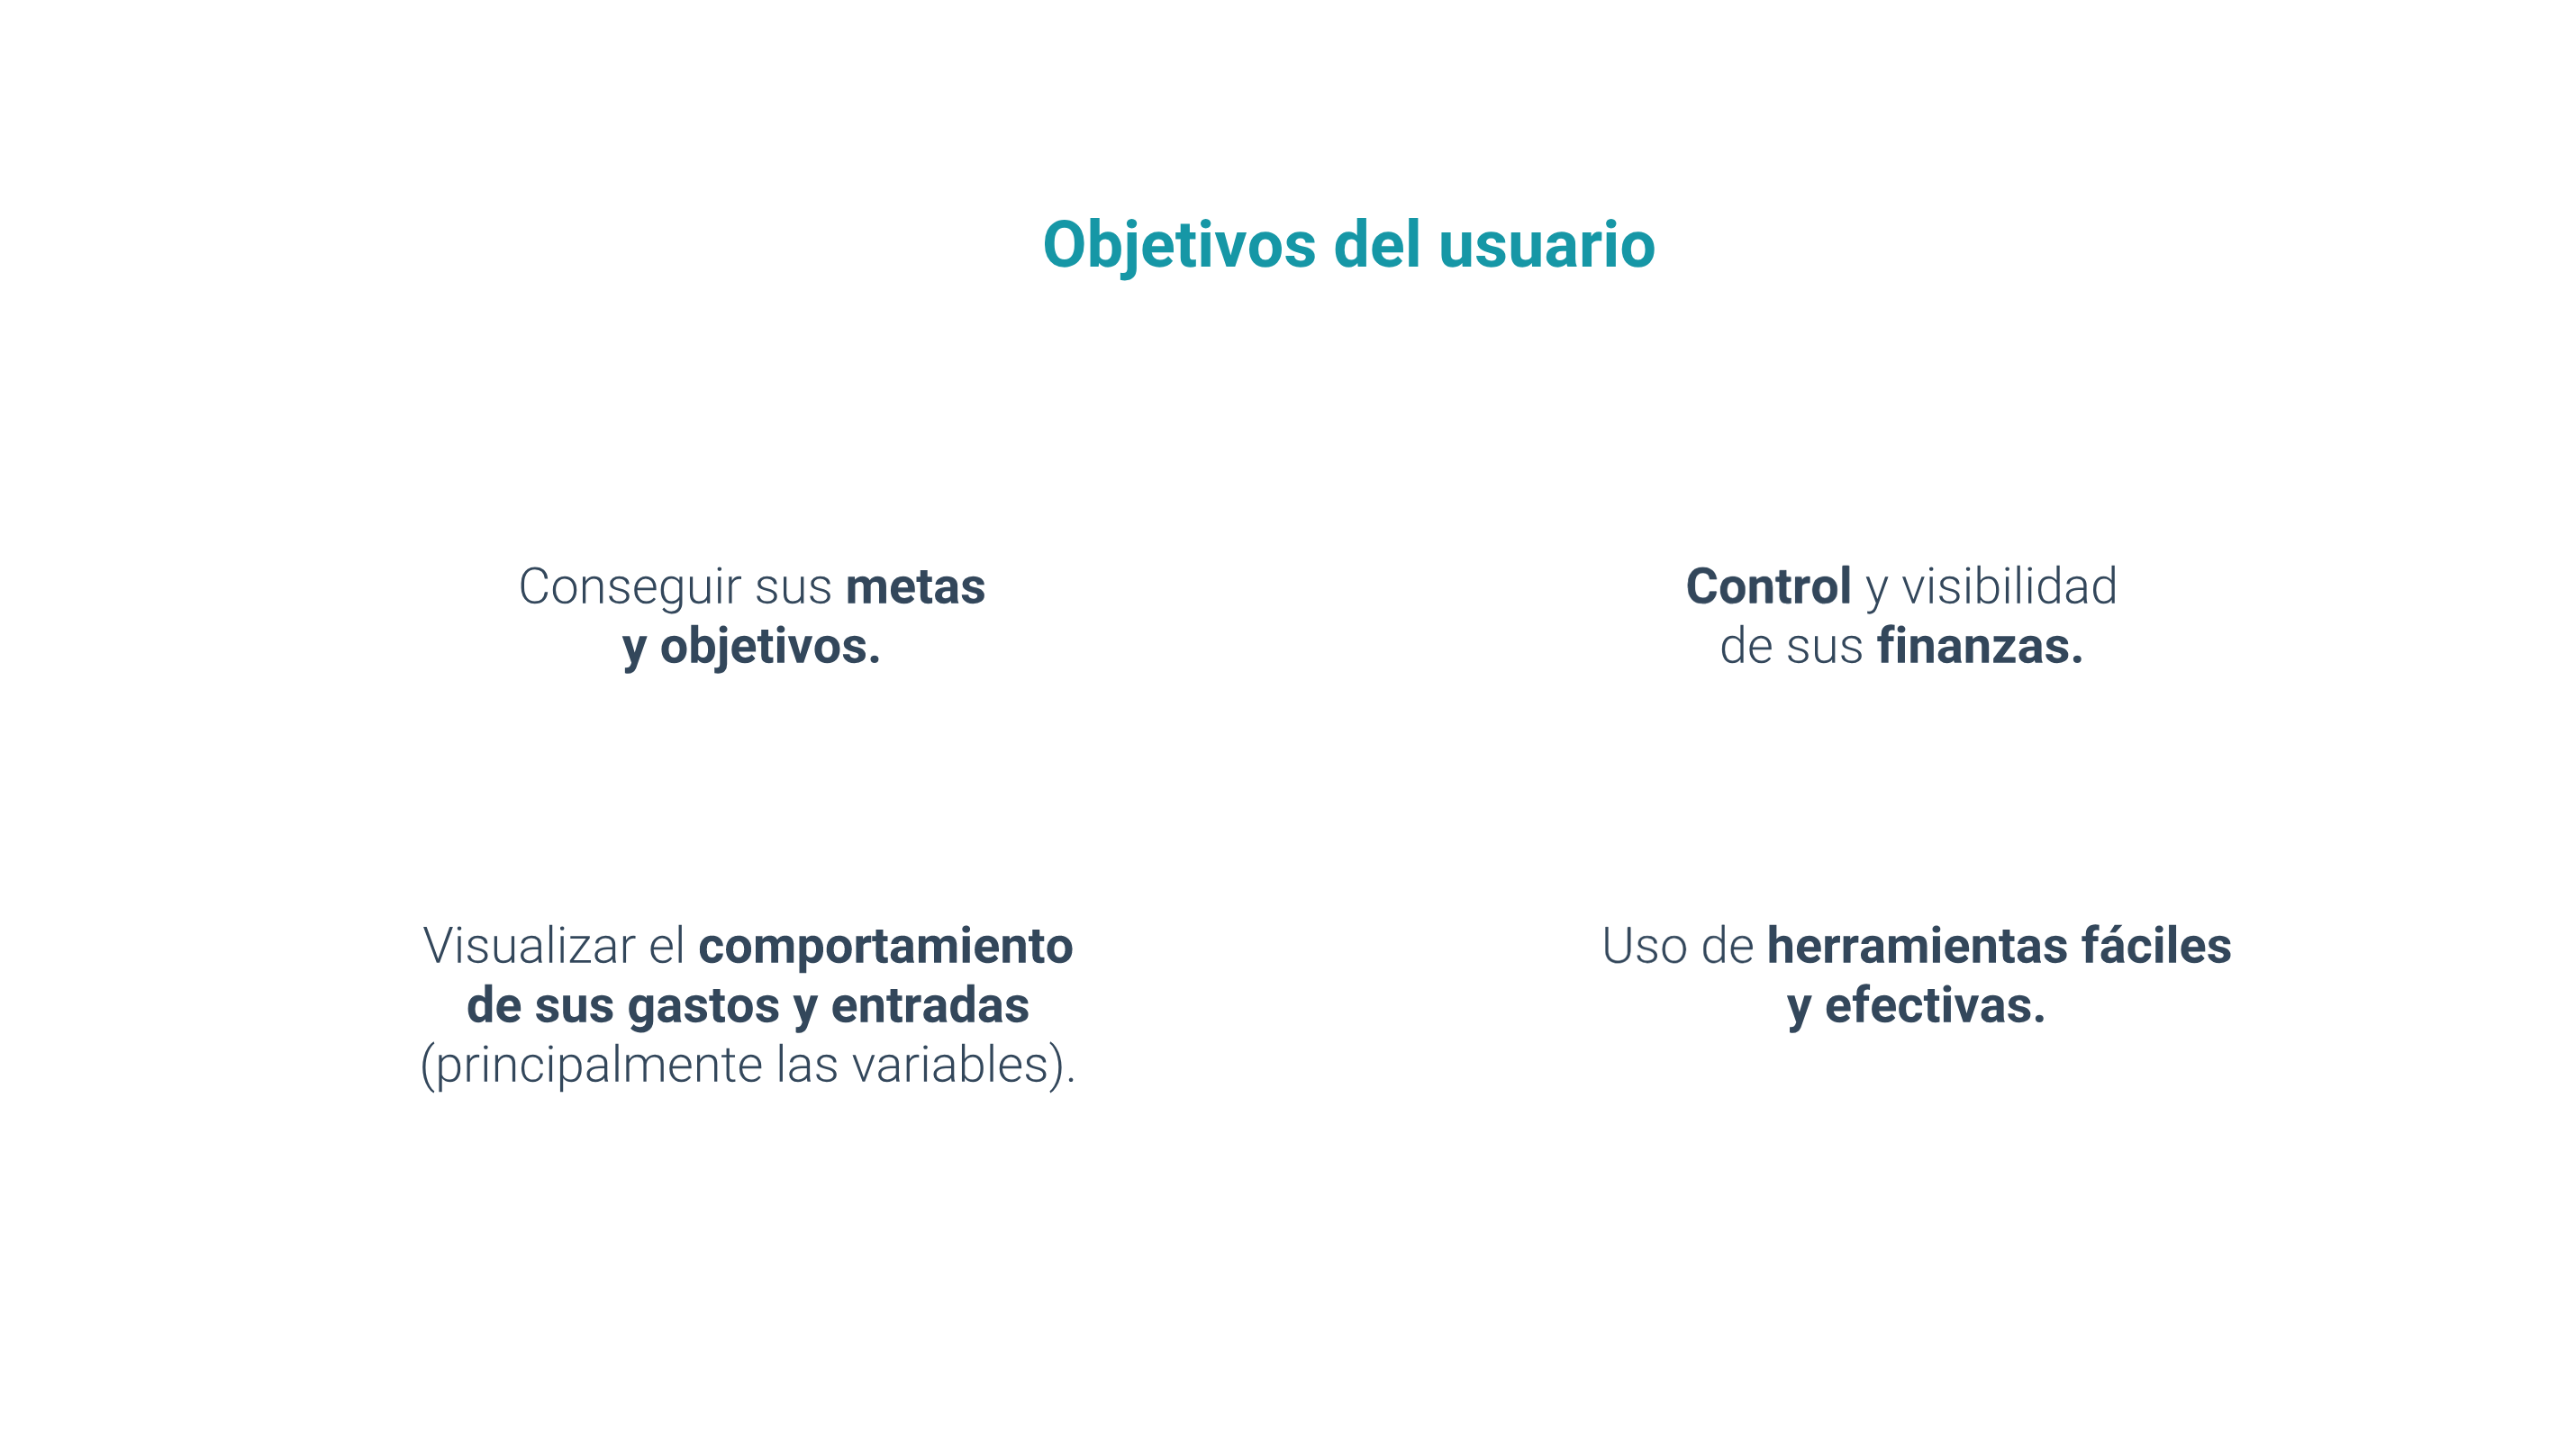 Objetivos del usuario
Conseguir sus metas
y objetivos.
Control y visibilidad
de sus finanzas.
Visualizar el comportamiento
de sus gastos y entradas
(principalmente las variables).
Uso de herramientas fáciles
y efectivas.